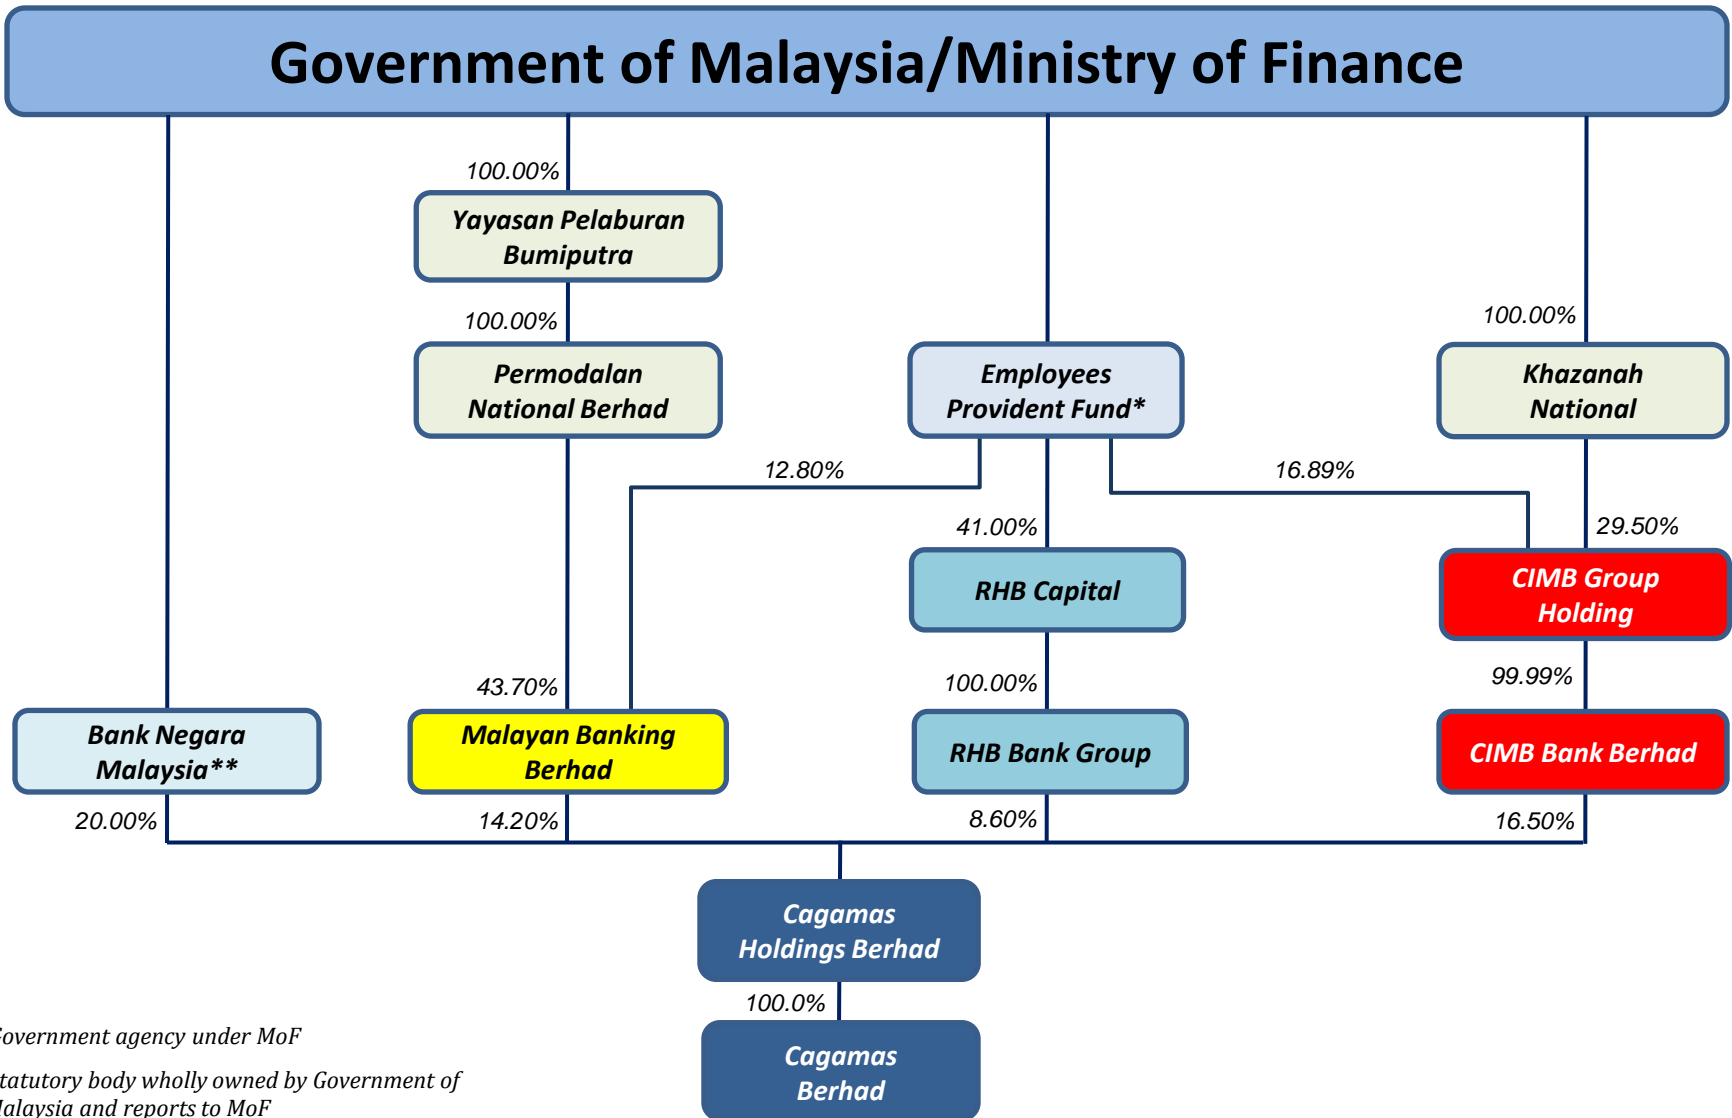 Government of Malaysia/Ministry of Finance
100.00%
Yayasan Pelaburan
Bumiputra
100.00%
100.00%
Permodalan
National Berhad
Employees
Provident Fund*
Khazanah
National
12.80%
16.89%
41.00%
29.50%
RHB Capital
CIMB Group
Holding
43.70%
100.00%
99.99%
Bank Negara
Malaysia**
Malayan Banking
Berhad
RHB Bank Group
CIMB Bank Berhad
20.00%
14.20%
8.60%
16.50%
Cagamas
Holdings Berhad
100.0%
Cagamas
Berhad
Government agency under MoF
tatutory body wholly owned by Government of
Malaysia and reports to MoF